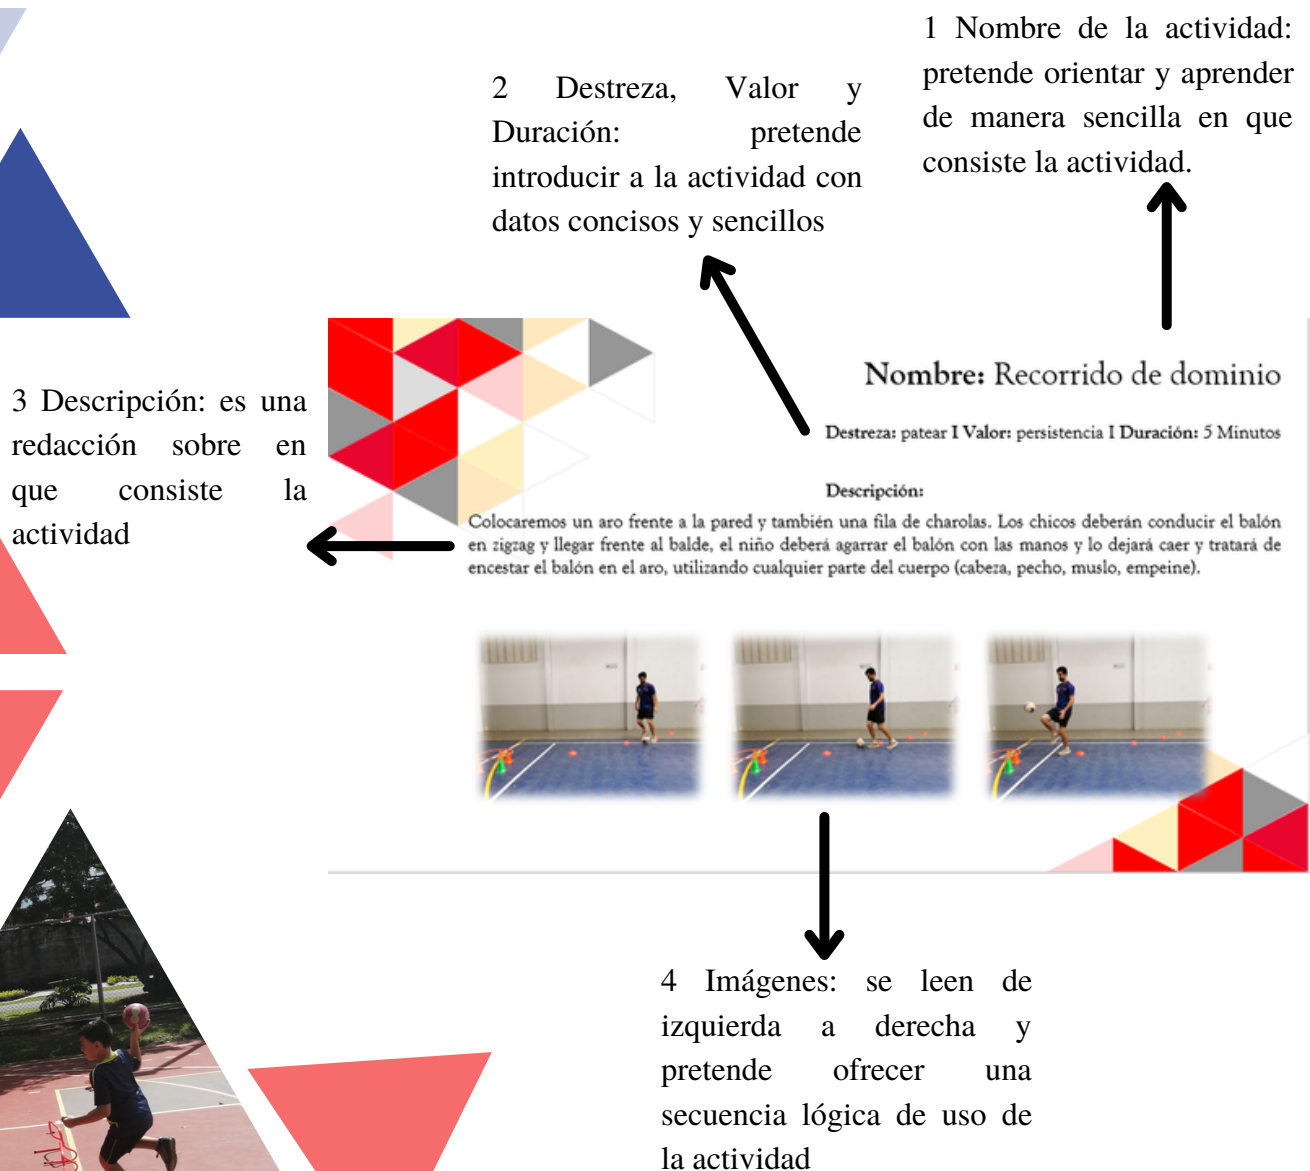 1 Nombre de la actividad:
pretende orientar y aprender
de manera sencilla en que
consiste la actividad.
2 Destreza, Valor y
Duración: pretende
introducir a la actividad con
datos concisos y sencillos
3 Descripción: es una
redacción sobre en
que consiste la
actividad
Nombre: Recorrido de dominio
Destreza: patear I Valor: persistencia I Duración: 5 Minutos
Descripción:
Colocaremos un aro frente a la pared y también una fila de charolas. Los chicos deberán conducir el balón
en zigzag y llegar frente al balde, el niño deberá agarrar el balón con las manos y lo dejará caer y tratará de
encestar el balón en el aro, utilizando cualquier parte del cuerpo (cabeza, pecho, muslo, empeine).
4 Imágenes: se leen de
izquierda a derecha y
pretende ofrecer una
secuencia lógica de uso de
la actividad